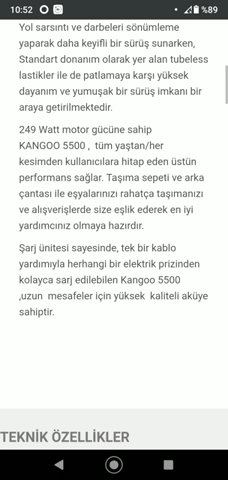 10:52
%89
Yol sarsıntı ve darbeleri sönümleme
yaparak daha keyifli bir sürüş sunarken,
Standart donanım olarak yer alan tubeless
lastikler ile de patlamaya karşı yüksek
dayanım ve yumuşak bir sürüş imkanı bir
araya getirilmektedir.
249 Watt motor gücüne sahip
KANGOO 5500 , tüm yaştan/her
kesimden kullanıcılara hitap eden üstün
performans sağlar. Taşıma sepeti ve arka
çantası ile eşyalarınızı rahatça taşımanızı
ve alışverişlerde size eşlik ederek en iyi
yardımcınız olmaya hazırdır.
Şarj ünitesi sayesinde, tek bir kablo
yardımıyla herhangi bir elektrik prizinden
kolayca sarj edilebilen Kangoo 5500
,uzun mesafeler için yüksek kaliteli aküye
sahiptir.
TEKNİK ÖZELLİKLER